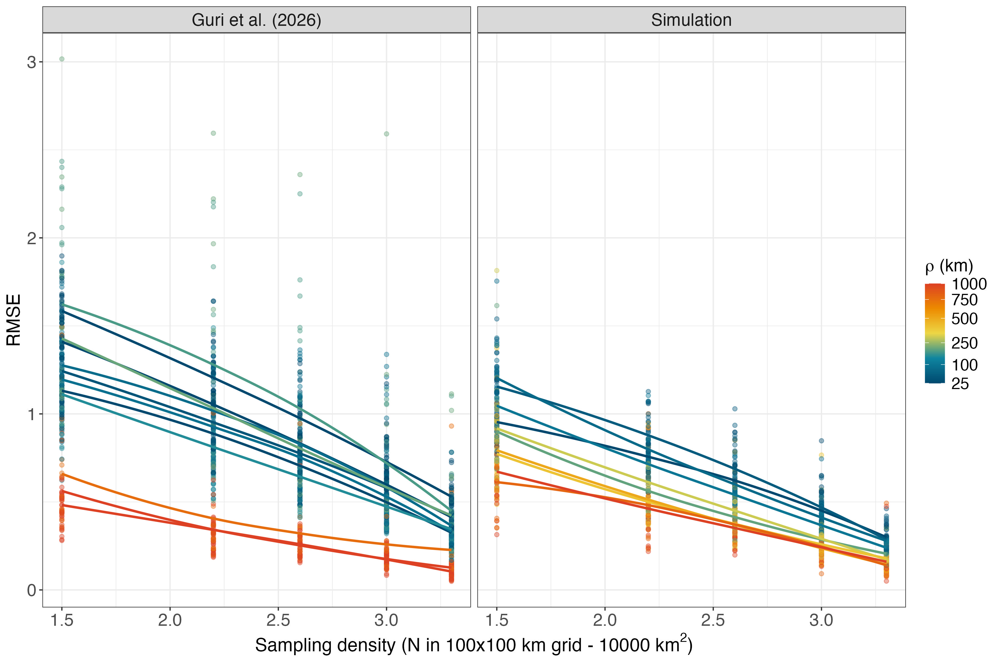 Guri et al. (2026)
Simulation
RMSE
3
2
1
0
1.5 2.0 2.5 3.0
1.5 2.0 2.5 3.0
Sampling density (N in 100x100 km grid - 10000 km²)
ρ (km)
1000
750
500
250
100
25